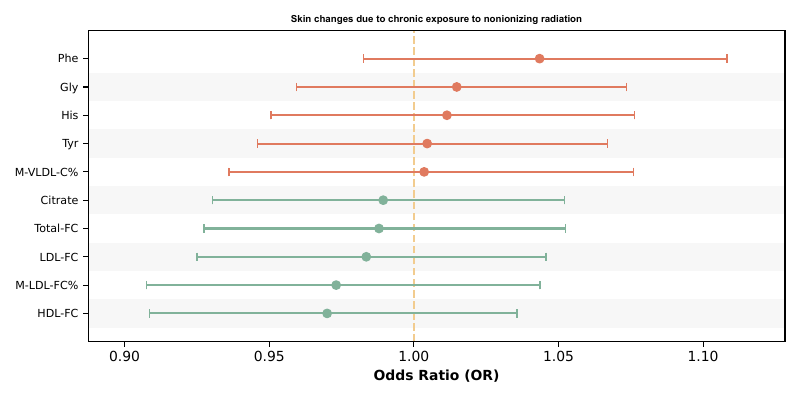 Skin changes due to chronic exposure to nonionizing radiation
Phe
Gly
His
Tyr
M-VLDL-C%
Citrate
Total-FC
LDL-FC
M-LDL-FC%
HDL-FC
0.90 0.95 1.00 1.05 1.10
Odds Ratio (OR)